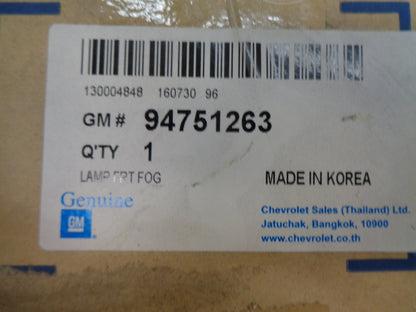 130004848 160730 96
GM # 94751263
Q'TY 1
LAMP FRT FOG
MADE IN KOREA
Genuine
GM
Chevrolet Sales (Thailand) Ltd.
Jatuchak, Bangkok, 10900
www.chevrolet.co.th